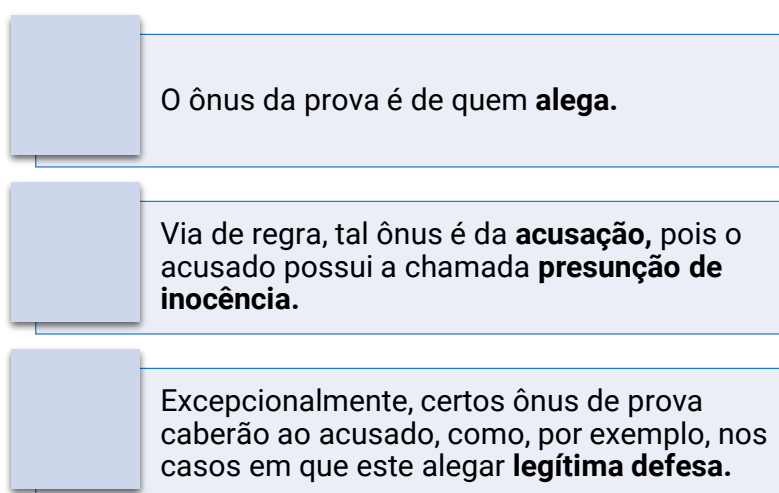 O ônus da prova é de quem alega.
Via de regra, tal ônus é da acusação, pois o
acusado possui a chamada presunção de
inocência.
Excepcionalmente, certos ônus de prova
caberão ao acusado, como, por exemplo, nos
casos em que este alegar legítima defesa.